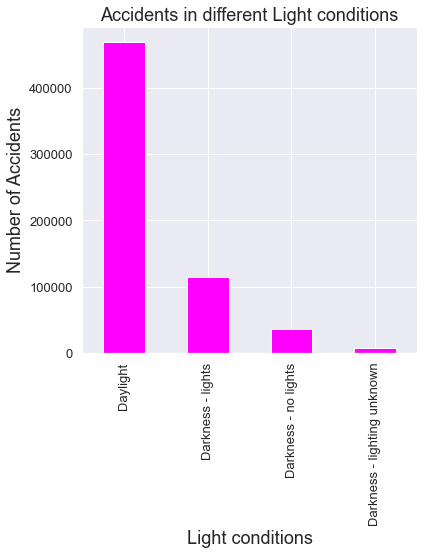 Accidents in different Light conditions
Number of Accidents
400000
300000
200000
100000
0
Daylight
Darkness - lights
Darkness - no lights
Darkness - lighting unknown
Light conditions